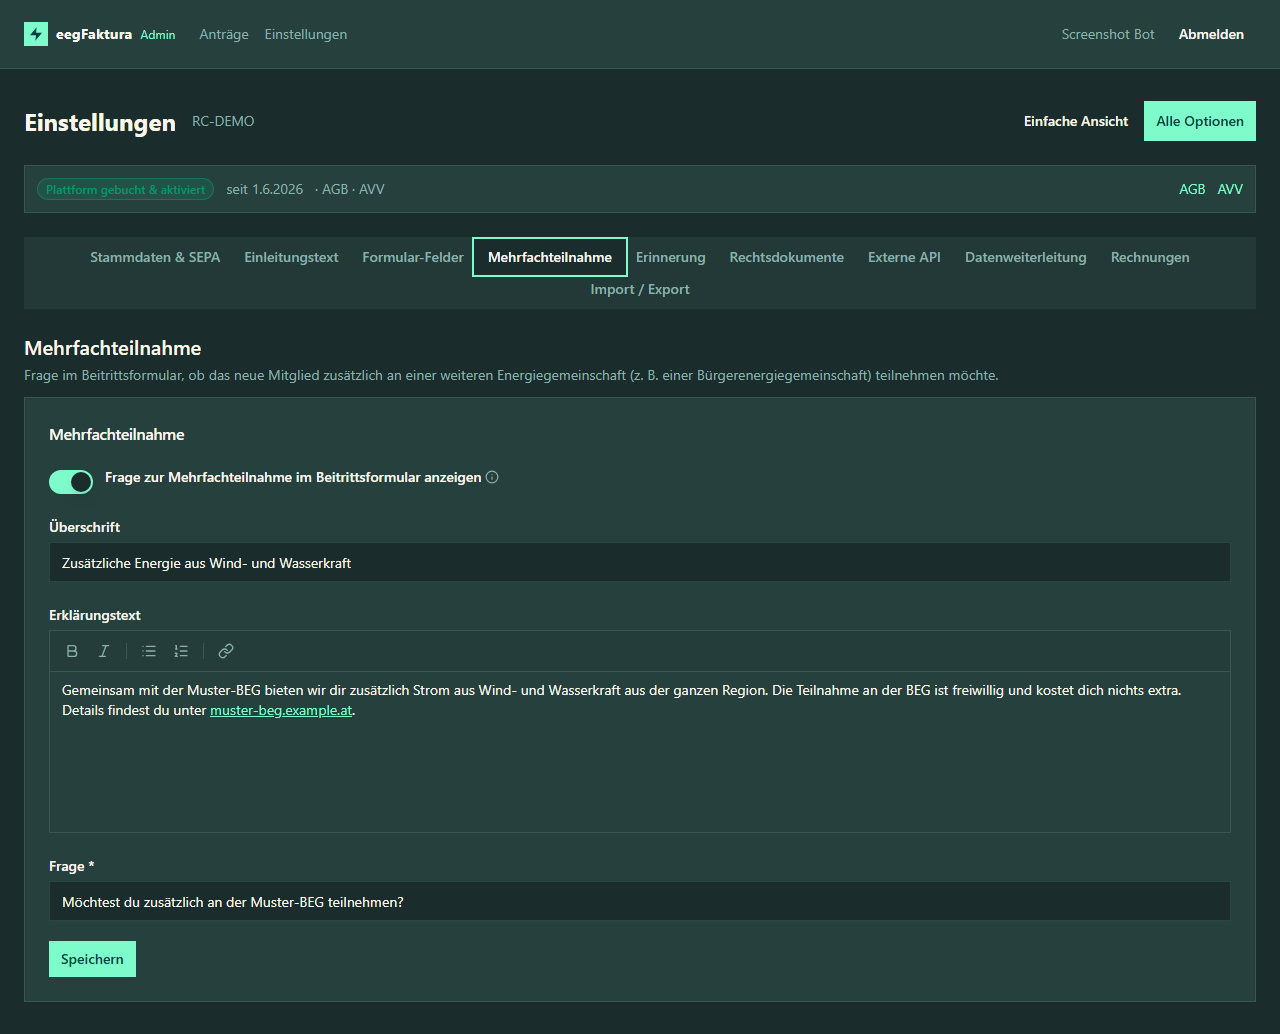 eegFaktura Admin Anträge Einstellungen Screenshot Bot Abmelden
Einstellungen RC-DEMO Einfache Ansicht Alle Optionen
Plattform gebucht & aktiviert seit 1.6.2026 · AGB · AVV AGB AVV
Stammdaten & SEPA Einleitungstext Formular-Felder Mehrfachteilnahme Erinnerung Rechtsdokumente Externe API Datenweiterleitung Rechnungen
Import / Export
Mehrfachteilnahme
Frage im Beitrittsformular, ob das neue Mitglied zusätzlich an einer weiteren Energiegemeinschaft (z. B. einer Bürgerenergiegemeinschaft) teilnehmen möchte.
Mehrfachteilnahme
Frage zur Mehrfachteilnahme im Beitrittsformular anzeigen
Überschrift
Zusätzliche Energie aus Wind- und Wasserkraft
Erklärungstext
Gemeinsam mit der Muster-BEG bieten wir dir zusätzlich Strom aus Wind- und Wasserkraft aus der ganzen Region. Die Teilnahme an der BEG ist freiwillig und kostet dich nichts extra.
Details findest du unter muster-beg.example.at.
Frage *
Möchtest du zusätzlich an der Muster-BEG teilnehmen?
Speichern